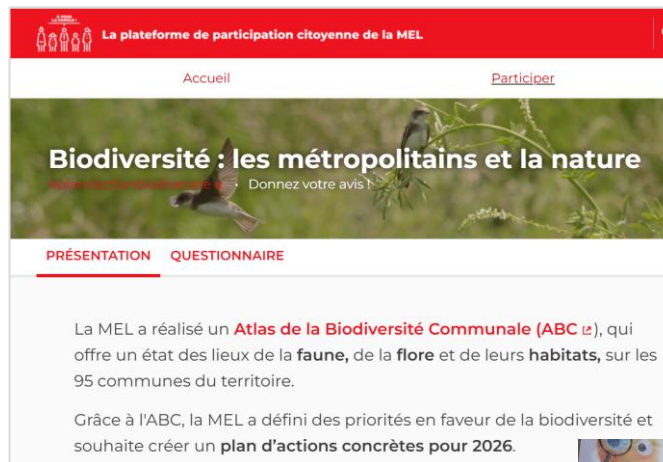 À VOUS
LA PAROLE !
La plateforme de participation citoyenne de la MEL
Accueil Participer
Biodiversité : les métropolitains et la nature
• Donnez votre avis !
PRÉSENTATION QUESTIONNAIRE
La MEL a réalisé un Atlas de la Biodiversité Communale (ABC), qui
offre un état des lieux de la faune, de la flore et de leurs habitats, sur les
95 communes du territoire.
Grâce à l'ABC, la MEL a défini des priorités en faveur de la biodiversité et
souhaite créer un plan d'actions concrètes pour 2026.